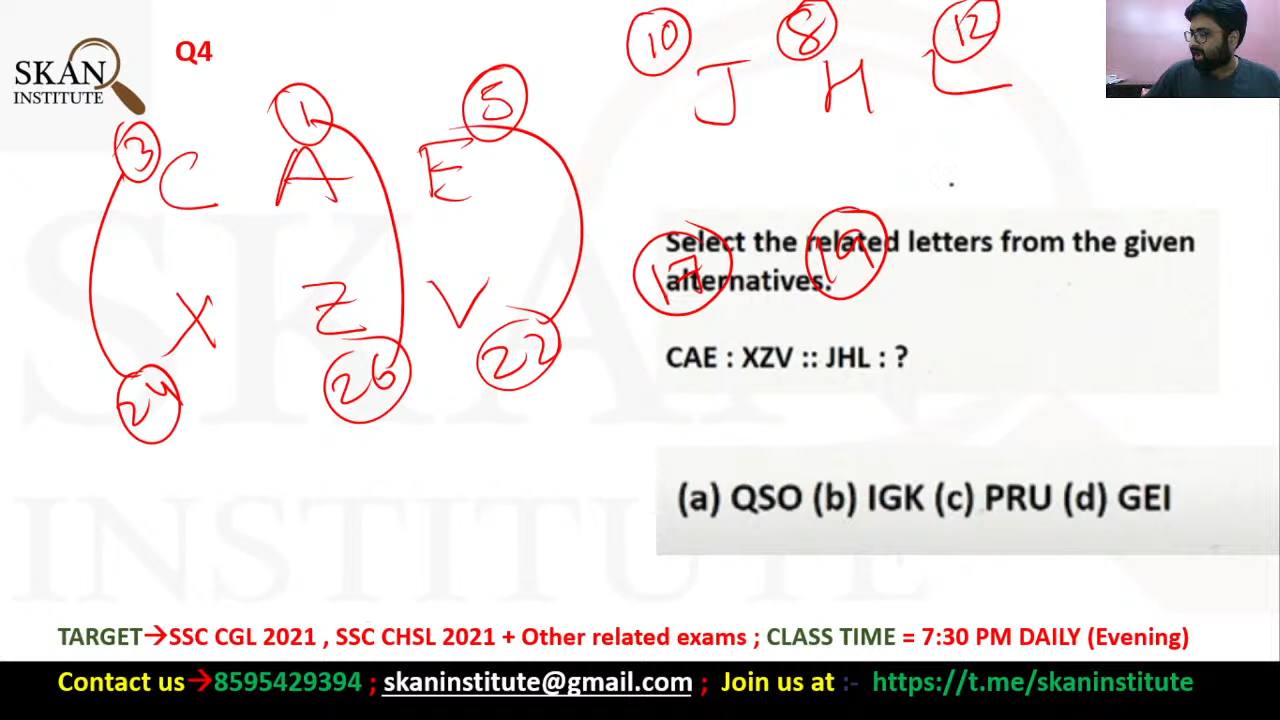 Q4
SKAN
INSTITUTE
10 8 12
J H L
3 1 5
C A E
X Z V
24 26 22
17 19
Select the related letters from the given
alternatives.
CAE : XZV :: JHL : ?
(a) QSO (b) IGK (c) PRU (d) GEI
SKAN
INSTITUTE
TARGET→SSC CGL 2021 , SSC CHSL 2021 + Other related exams ; CLASS TIME = 7:30 PM DAILY (Evening)
Contact us→8595429394 ; skaninstitute@gmail.com ; Join us at :- https://t.me/skaninstitute